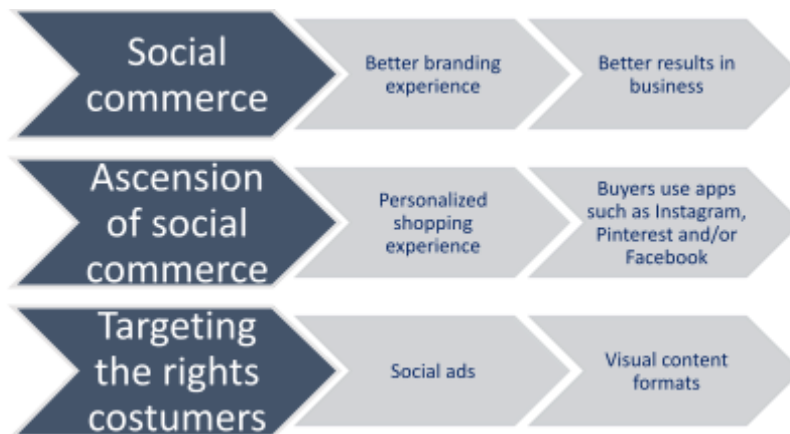 Social
commerce
Better branding
experience
Better results in
business
Ascension
of social
commerce
Personalized
shopping
experience
Buyers use apps
such as Instagram,
Pinterest and/or
Facebook
Targeting
the rights
costumers
Social ads
Visual content
formats